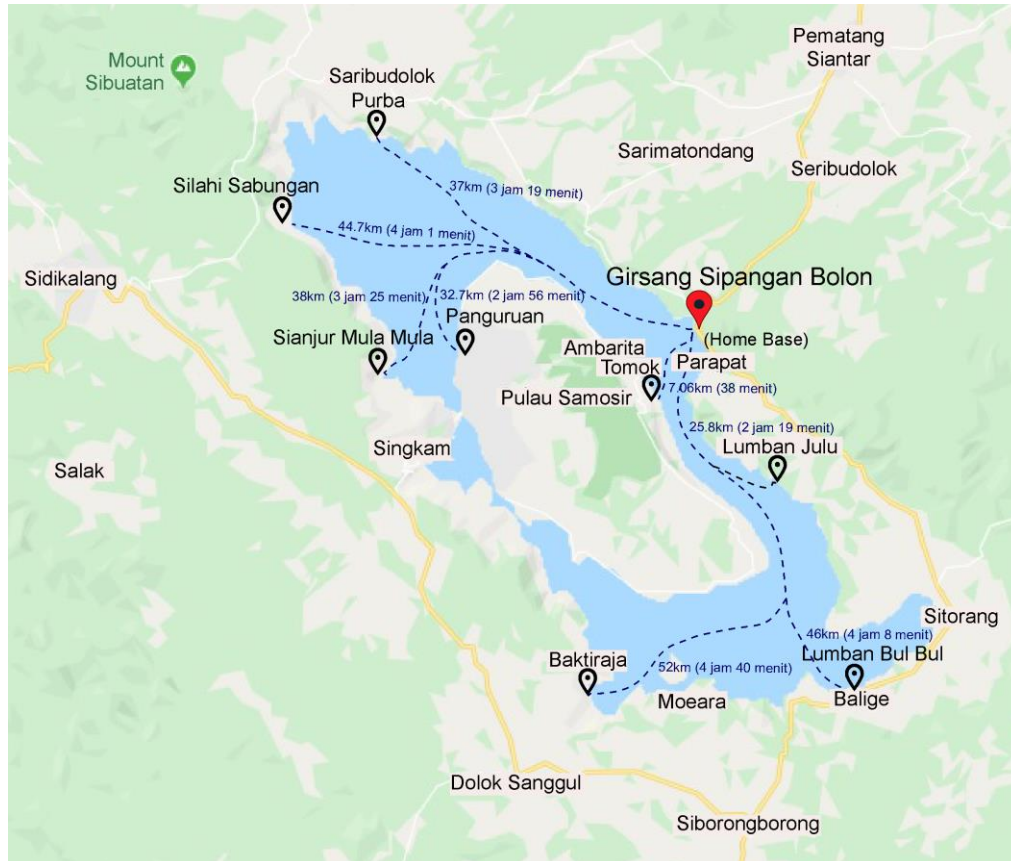 Pematang
Siantar
Mount
Sibuatan
Saribudolok
Purba
Sarimatondang
Seribudolok
Silahi Sabungan
37km (3 jam 19 menit)
44.7km (4 jam 1 menit)
Sidikalang
Girsang Sipangan Bolon
38km (3 jam 25 menit)
32.7km (2 jam 56 menit)
Panguruan
Sianjur Mula Mula
(Home Base)
Ambarita
Parapat
Tomok
7.06km (38 menit)
Pulau Samosir
25.8km (2 jam 19 menit)
Lumban Julu
Singkam
Salak
Sitorang
46km (4 jam 8 menit)
Lumban Bul Bul
Baktiraja
52km (4 jam 40 menit)
Moeara
Balige
Dolok Sanggul
Siborongborong